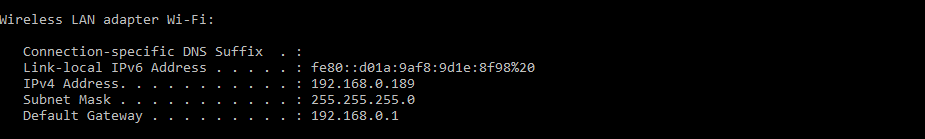 Wireless LAN adapter Wi-Fi:
Connection-specific DNS Suffix  . :
Link-local IPv6 Address . . . . . : fe80::d01a:9af8:9d1e:8f98%20
IPv4 Address. . . . . . . . . . . : 192.168.0.189
Subnet Mask . . . . . . . . . . . : 255.255.255.0
Default Gateway . . . . . . . . . : 192.168.0.1